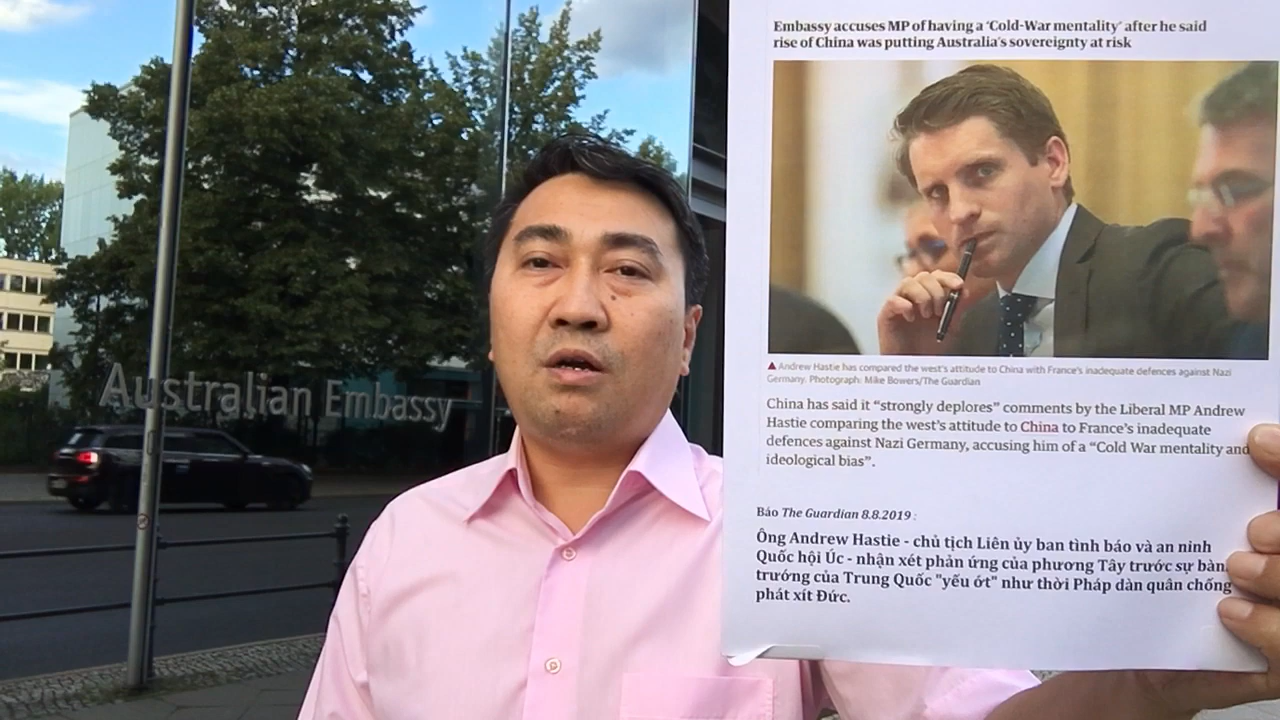 Embassy accuses MP of having a ‘Cold-War mentality’ after he said
rise of China was putting Australia's sovereignty at risk
▲ Andrew Hastie has compared the west's attitude to China with France's inadequate defences against Nazi
Germany. Photograph: Mike Bowers/The Guardian
China has said it “strongly deplores” comments by the Liberal MP Andrew
Hastie comparing the west's attitude to China to France's inadequate
defences against Nazi Germany, accusing him of a “Cold War mentality and
ideological bias”.
Báo The Guardian 8.8.2019 :
Ông Andrew Hastie - chủ tịch Liên ủy ban tình báo và an ninh
Quốc hội Úc - nhận xét phản ứng của phương Tây trước sự bàn
trướng của Trung Quốc "yếu ớt" như thời Pháp dàn quân chống
phát xít Đức.
Australian Embassy